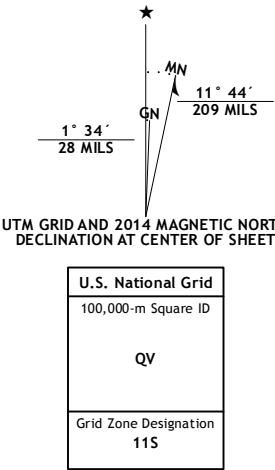 ★
MN
GN
11° 44´
209 MILS
1° 34´
28 MILS
UTM GRID AND 2014 MAGNETIC NORT
DECLINATION AT CENTER OF SHEET
U.S. National Grid
100,000-m Square ID
QV
Grid Zone Designation
11S